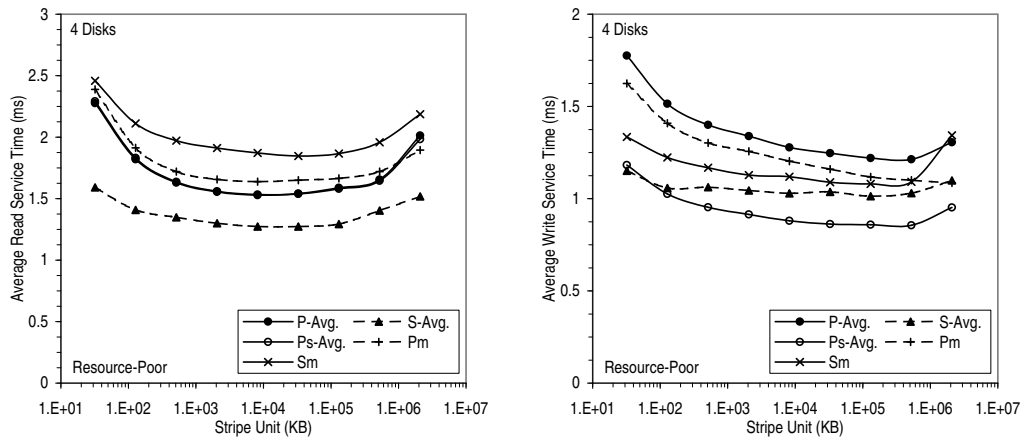 4 Disks
Average Read Service Time (ms)
3
2.5
2
1.5
1
0.5
0
P-Avg. S-Avg.
Ps-Avg. Pm
Sm
Resource-Poor
1.E+01 1.E+02 1.E+03 1.E+04 1.E+05 1.E+06 1.E+07
Stripe Unit (KB)
4 Disks
Average Write Service Time (ms)
2
1.5
1
0.5
0
P-Avg. S-Avg.
Ps-Avg. Pm
Sm
Resource-Poor
1.E+01 1.E+02 1.E+03 1.E+04 1.E+05 1.E+06 1.E+07
Stripe Unit (KB)